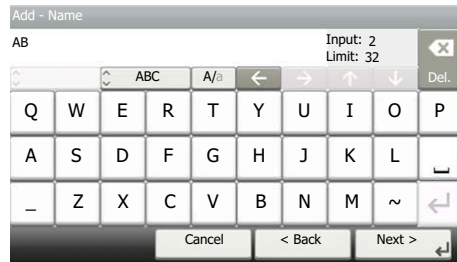 Add - Name
AB
Input: 2
Limit: 32
ABC A/a Del.
Q W E R T Y U I O P
A S D F G H J K L
_ Z X C V B N M ~
Cancel < Back Next >